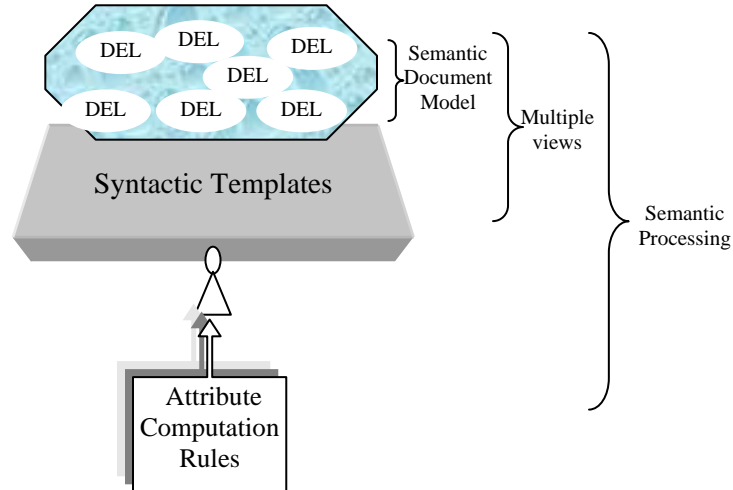 DEL
DEL
DEL
DEL
DEL
DEL
DEL
Semantic
Document
Model
Multiple
views
Syntactic Templates
Semantic
Processing
Attribute
Computation
Rules